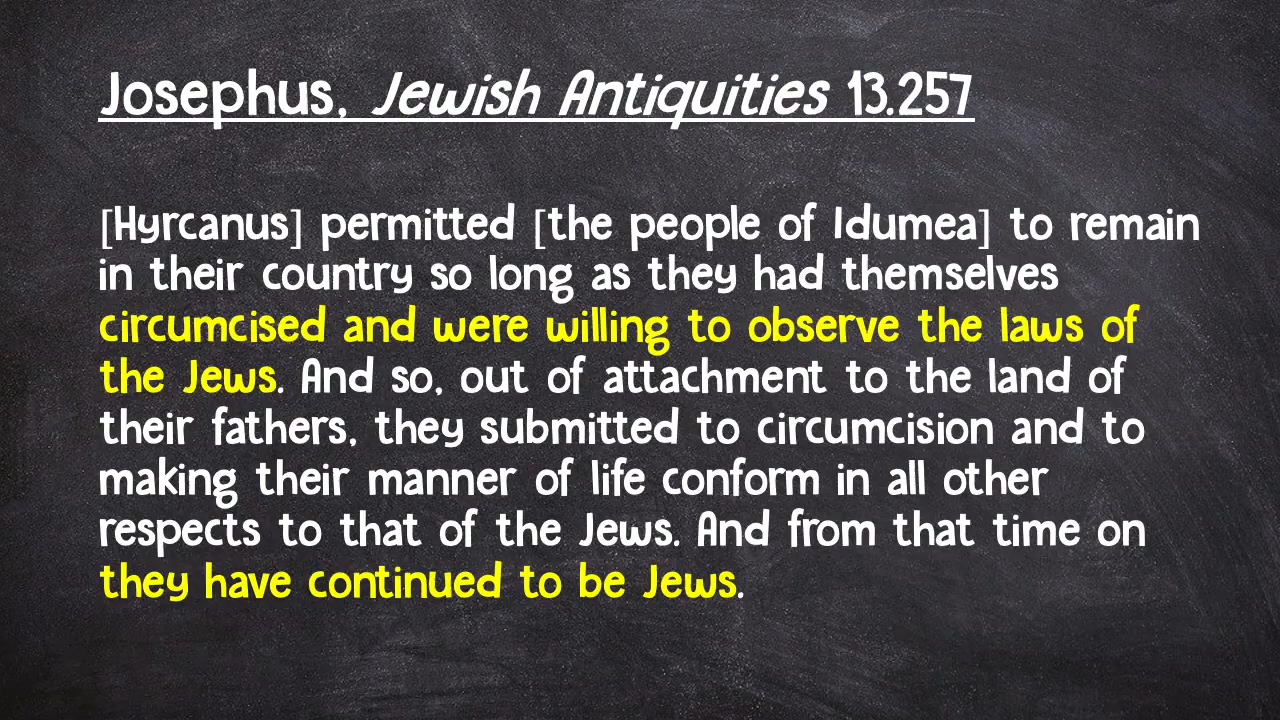 Josephus, Jewish Antiquities 13.257
[Hyrcanus] permitted [the people of Idumea] to remain
in their country so long as they had themselves
circumcised and were willing to observe the laws of
the Jews. And so, out of attachment to the land of
their fathers, they submitted to circumcision and to
making their manner of life conform in all other
respects to that of the Jews. And from that time on
they have continued to be Jews.